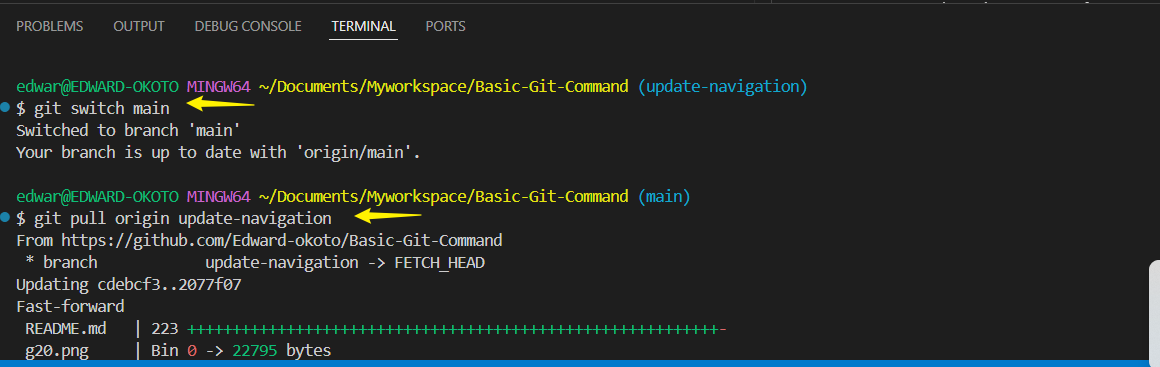 PROBLEMS OUTPUT DEBUG CONSOLE TERMINAL PORTS
edwar@EDWARD-OKOTO MINGW64 ~/Documents/Myworkspace/Basic-Git-Command (update-navigation)
$ git switch main
Switched to branch 'main'
Your branch is up to date with 'origin/main'.
edwar@EDWARD-OKOTO MINGW64 ~/Documents/Myworkspace/Basic-Git-Command (main)
$ git pull origin update-navigation
From https://github.com/Edward-okoto/Basic-Git-Command
 * branch            update-navigation -> FETCH_HEAD
Updating cdebcf3..2077f07
Fast-forward
 README.md   | 223 +++++++++++++++++++++++++++++++++++++++++++++++++++++++++++-
 g20.png     | Bin 0 -> 22795 bytes